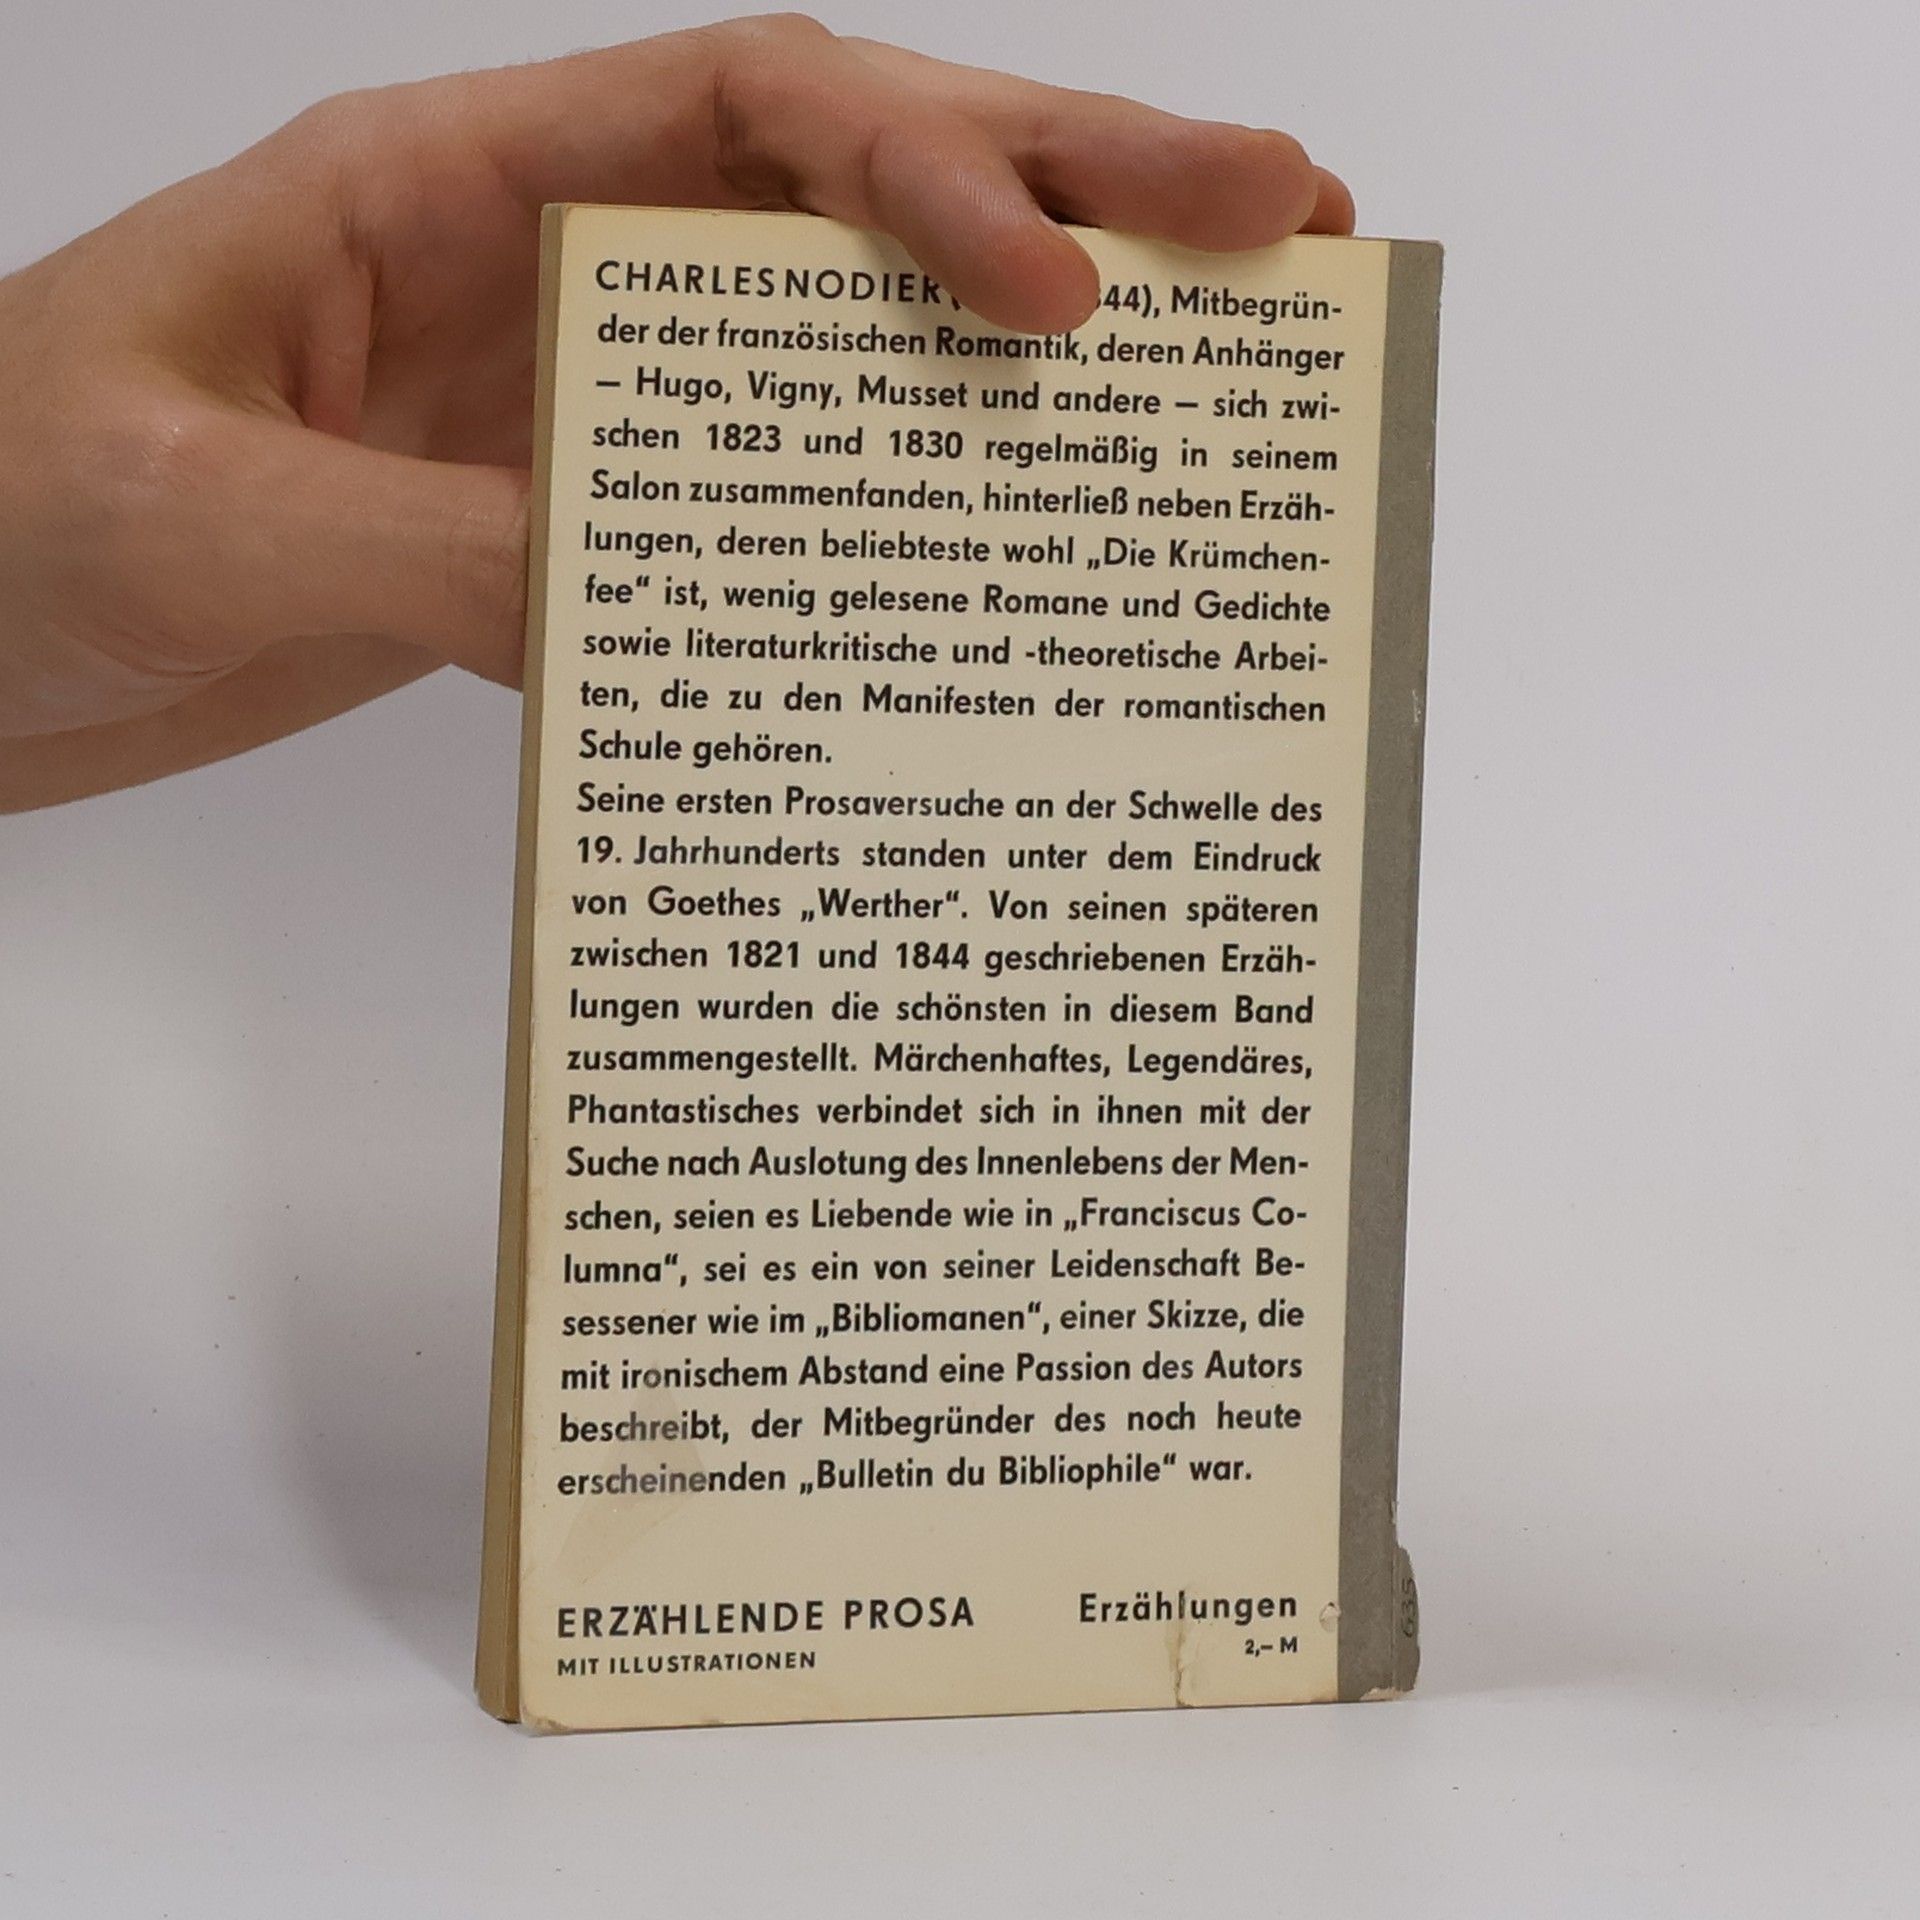 CHARLES NODIER 44), Mitbegrün-
der der französischen Romantik, deren Anhänger
– Hugo, Vigny, Musset und andere – sich zwi-
schen 1823 und 1830 regelmäßig in seinem
Salon zusammenfanden, hinterließ neben Erzäh-
lungen, deren beliebteste wohl „Die Krümchen-
fee“ ist, wenig gelesene Romane und Gedichte
sowie literaturkritische und -theoretische Arbei-
ten, die zu den Manifesten der romantischen
Schule gehören.
Seine ersten Prosaversuche an der Schwelle des
19. Jahrhunderts standen unter dem Eindruck
von Goethes „Werther“. Von seinen späteren
zwischen 1821 und 1844 geschriebenen Erzäh-
lungen wurden die schönsten in diesem Band
zusammengestellt. Märchenhaftes, Legendäres,
Phantastisches verbindet sich in ihnen mit der
Suche nach Auslotung des Innenlebens der Men-
schen, seien es Liebende wie in „Franciscus Co-
lumna“, sei es ein von seiner Leidenschaft Be-
sessener wie im „Bibliomanen“, einer Skizze, die
mit ironischem Abstand eine Passion des Autors
beschreibt, der Mitbegründer des noch heute
erscheinenden „Bulletin du Bibliophile“ war.
ERZÄHLENDE PROSA Erzählungen
MIT ILLUSTRATIONEN 2,– M
635